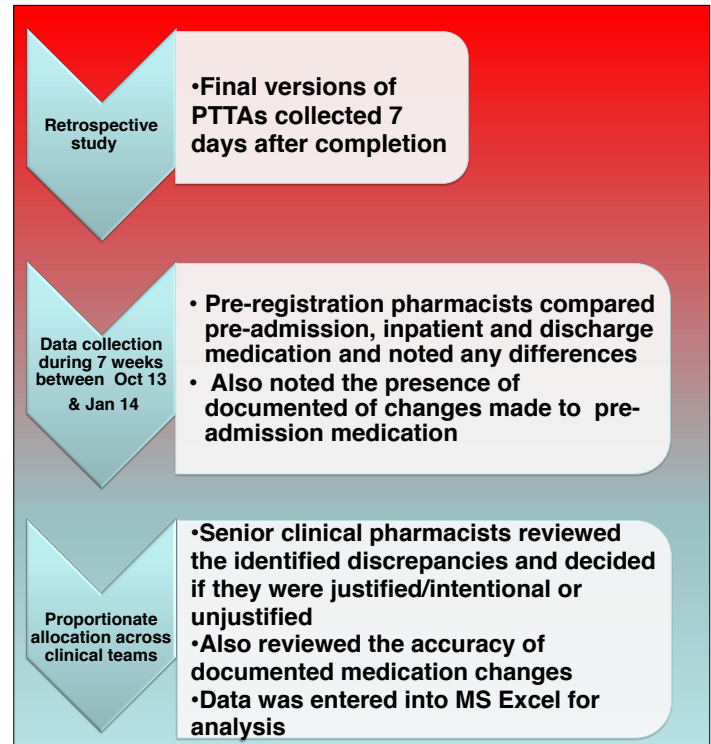 Retrospective
study
•Final versions of
PTTAs collected 7
days after completion
Data collection
during 7 weeks
between Oct 13
& Jan 14
• Pre-registration pharmacists compared
pre-admission, inpatient and discharge
medication and noted any differences
• Also noted the presence of
documented of changes made to pre-
admission medication
Proportionate
allocation across
clinical teams
•Senior clinical pharmacists reviewed
the identified discrepancies and decided
if they were justified/intentional or
unjustified
•Also reviewed the accuracy of
documented medication changes
•Data was entered into MS Excel for
analysis